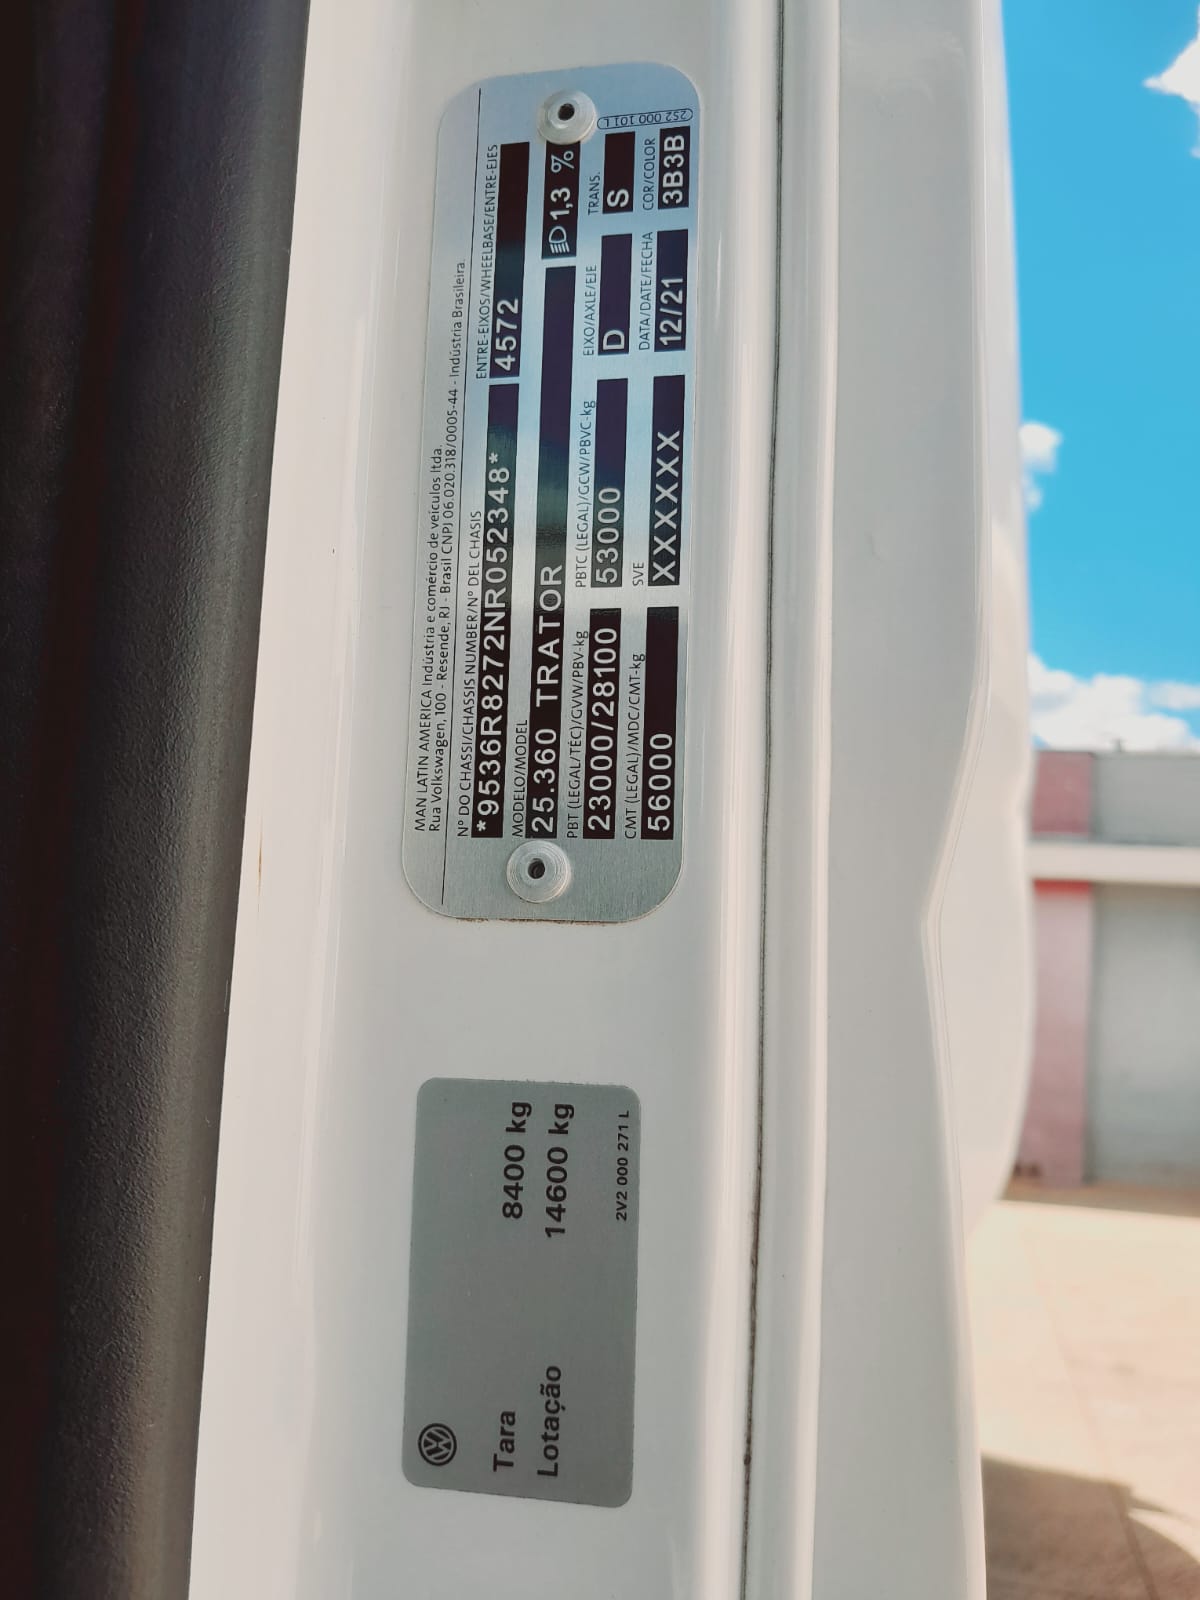 MAN LATIN AMERICA Indústria e comércio de veículos ltda.
Rua Volkswagen, 100 - Resende, RJ - Brasil CNPJ 06.020.318/0005-44 - Indústria Brasileira.
Nº DO CHASSI/CHASSIS NUMBER/Nº DEL CHASIS ENTRE-EIXOS/WHEELBASE/ENTRE-EJES
*9536R8272NR052348* 4572
MODELO/MODEL
25.360 TRATOR 1,3 %
PBT (LEGAL/TÉC)/GVW/PBV-kg PBTC (LEGAL)/GCW/PBVC-kg EIXO/AXLE/EJE TRANS.
23000/28100 53000 D S
CMT (LEGAL)/MDC/CMT-kg SVE DATA/DATE/FECHA COR/COLOR
56000 XXXXXX 12/21 3B3B
2S2 000 101 L
Tara 8400 kg
Lotação 14600 kg
2V2 000 271 L